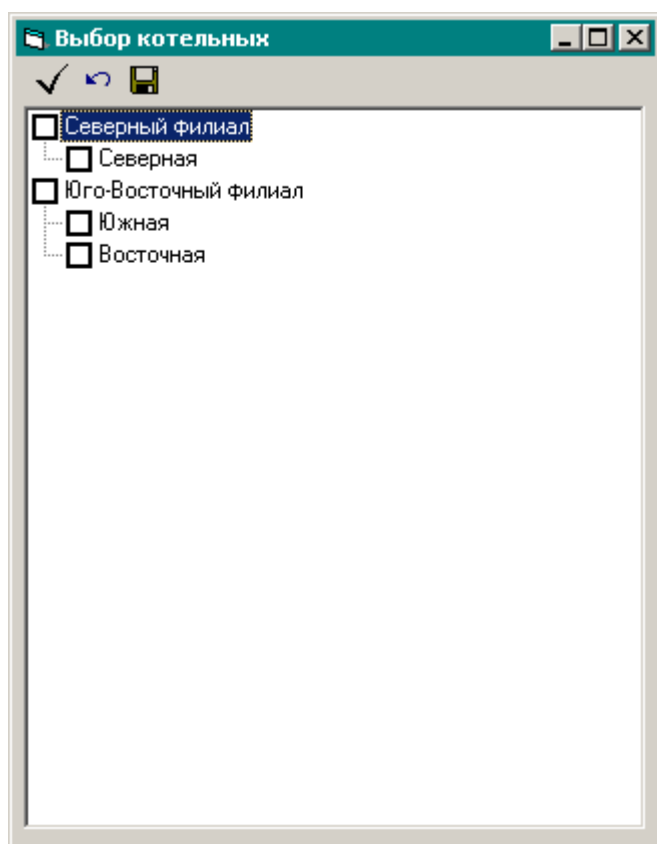 Выбор котельных
Северный филиал
Северная
Юго-Восточный филиал
Южная
Восточная